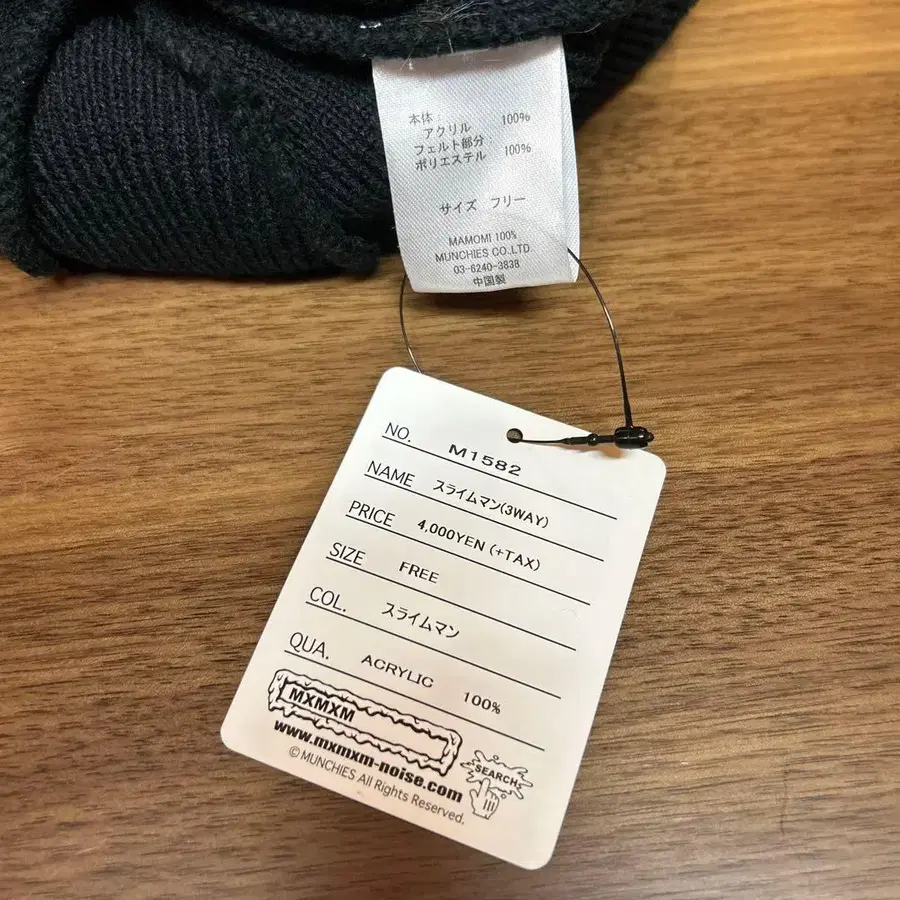 本体:
アクリル 100%
フェルト部分:
ポリエステル 100%
サイズ フリー
MAMOMI 100%
MUNCHIES CO.LTD.
03-6240-3838
中国製
NO. M1582
NAME スライムマン(3WAY)
PRICE 4,000YEN (+TAX)
SIZE FREE
COL. スライムマン
QUA. ACRYLIC 100%
MXMXM
www.mxmxm-noise.com
SEARCH
© MUNCHIES All Rights Reserved.